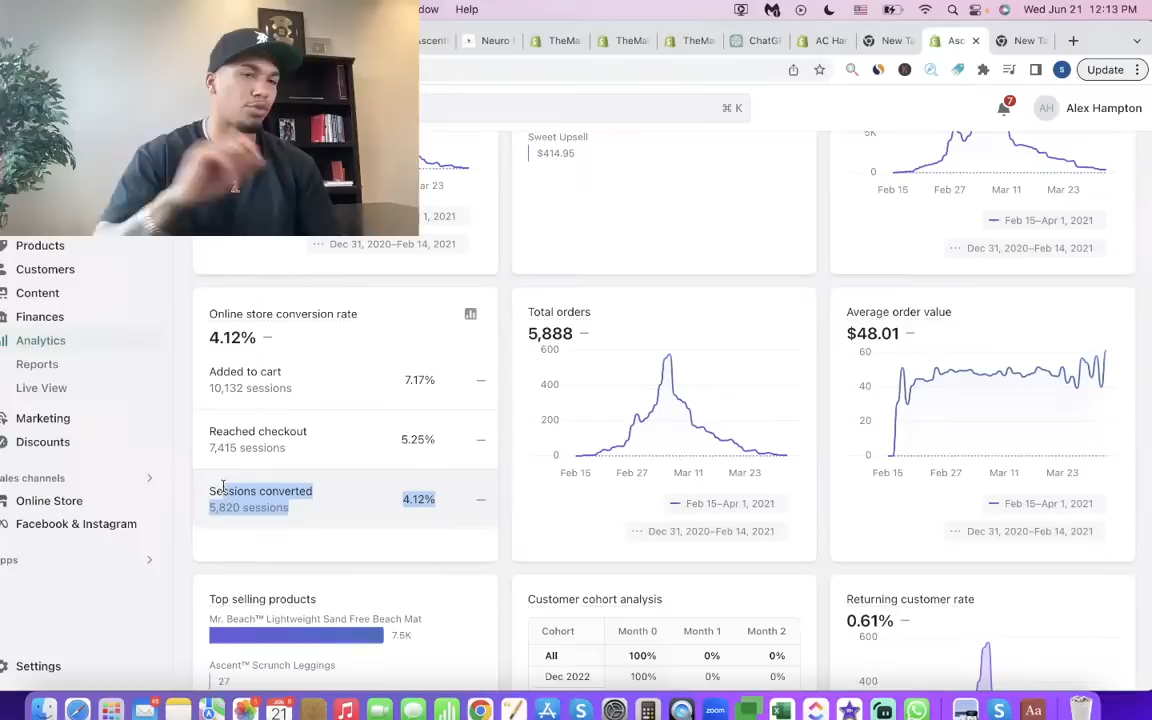 dow Help
Wed Jun 21 12:13 PM
Ascent
Neuro
TheMa
TheMa
TheMa
ChatG
AC Har
New Ta
Asc
New Ta
S
Update
⌘ K
7
AH
Alex Hampton
Sweet Upsell
$414.95
ar 23
1, 2021
Dec 31, 2020–Feb 14, 2021
5K
0
Feb 15 Feb 27 Mar 11 Mar 23
Feb 15–Apr 1, 2021
Dec 31, 2020–Feb 14, 2021
Products
Customers
Content
Finances
Analytics
Reports
Live View
Marketing
Discounts
ales channels
Online Store
Facebook & Instagram
pps
Settings
Online store conversion rate
4.12%
Added to cart
10,132 sessions
7.17%
Reached checkout
7,415 sessions
5.25%
Sessions converted
5,820 sessions
4.12%
Total orders
5,888
600
400
200
0
Feb 15 Feb 27 Mar 11 Mar 23
Feb 15–Apr 1, 2021
Dec 31, 2020–Feb 14, 2021
Average order value
$48.01
60
40
20
0
Feb 15 Feb 27 Mar 11 Mar 23
Feb 15–Apr 1, 2021
Dec 31, 2020–Feb 14, 2021
Top selling products
Mr. Beach™ Lightweight Sand Free Beach Mat
7.5K
Ascent™ Scrunch Leggings
27
Customer cohort analysis
Cohort Month 0 Month 1 Month 2
All 100% 0% 0%
Dec 2022 100% 0% 0%
Returning customer rate
0.61%
600
400
21
zoom
Aa